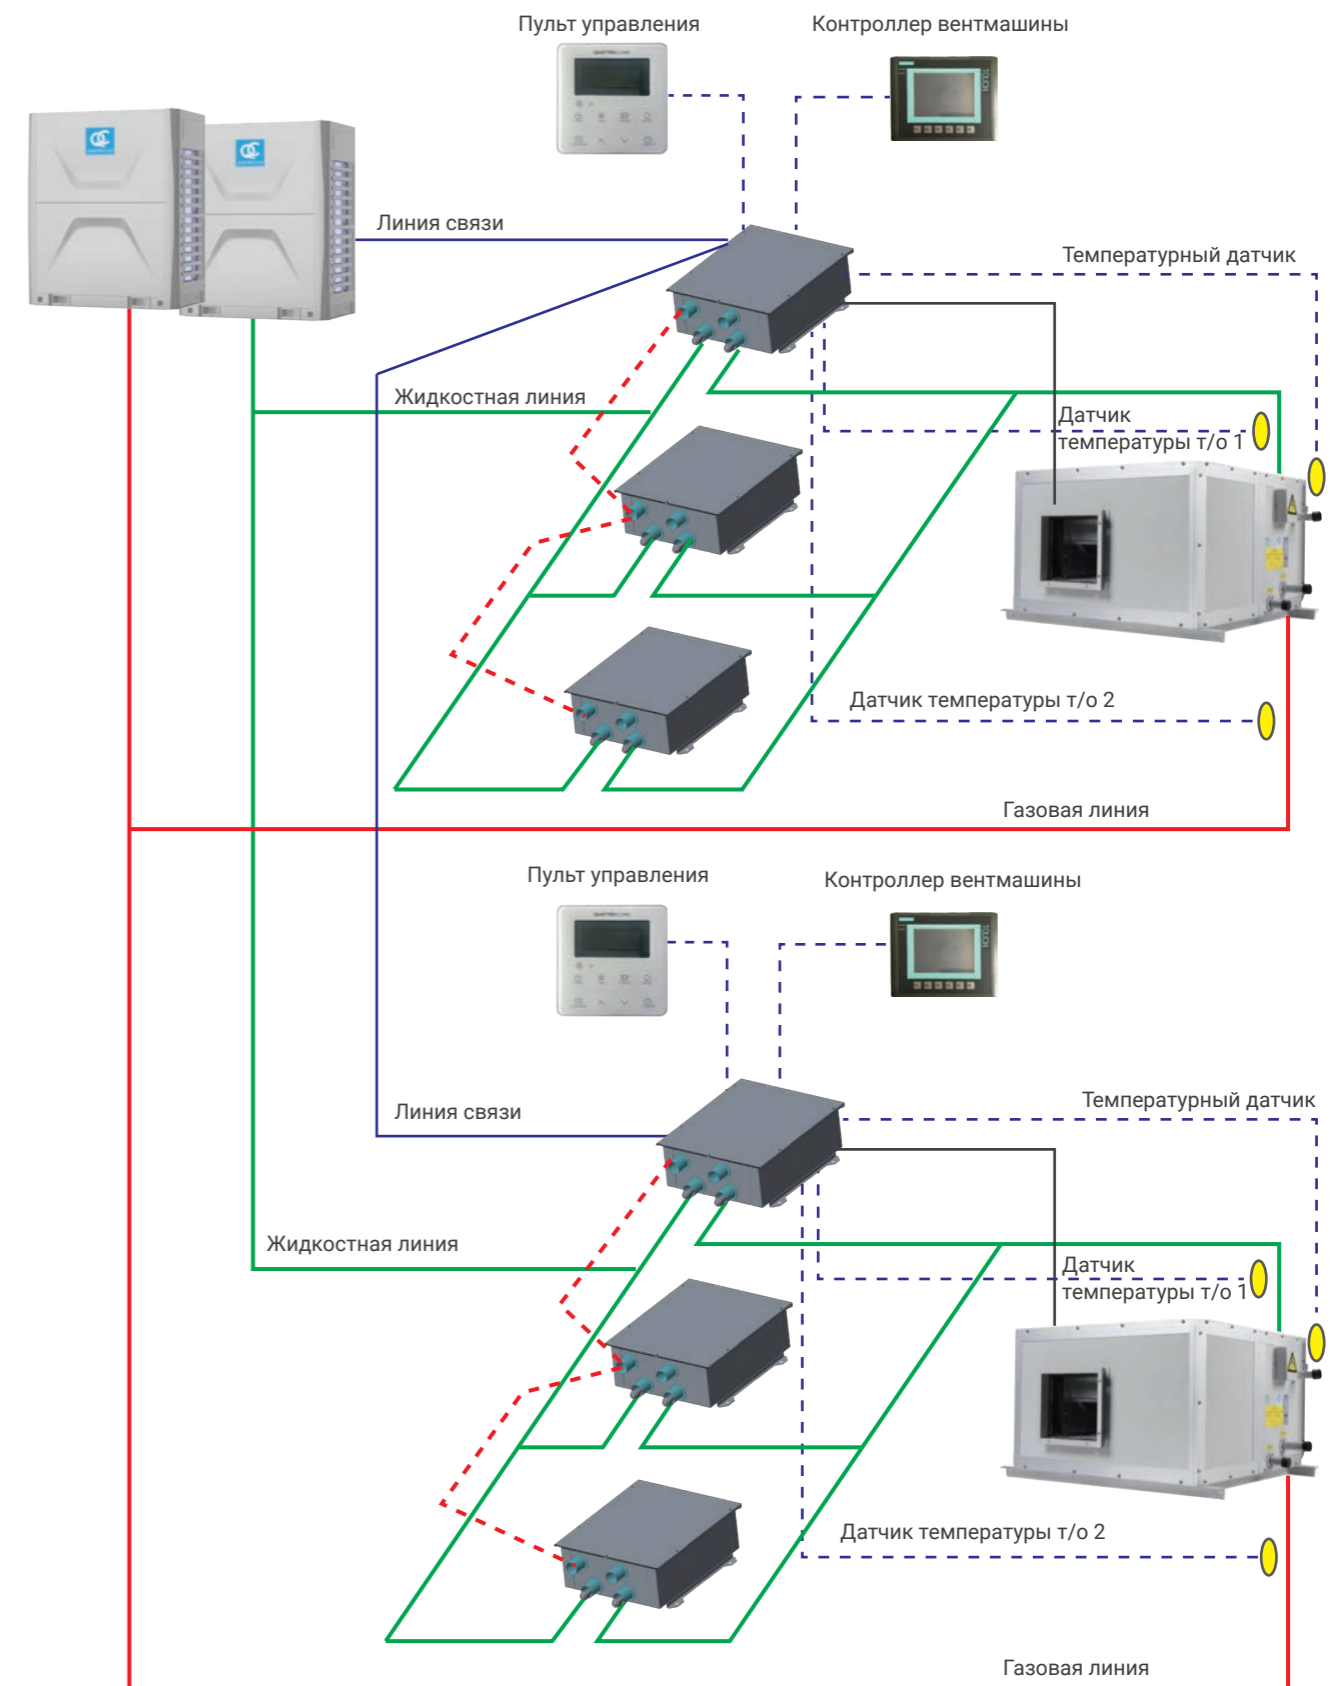 Пульт управления
Контроллер вентмашины
Линия связи
Температурный датчик
Жидкостная линия
Датчик
температуры т/о 1
Датчик температуры т/о 2
Газовая линия
Пульт управления
Контроллер вентмашины
Линия связи
Температурный датчик
Жидкостная линия
Датчик
температуры т/о 1
Датчик температуры т/о 2
Газовая линия